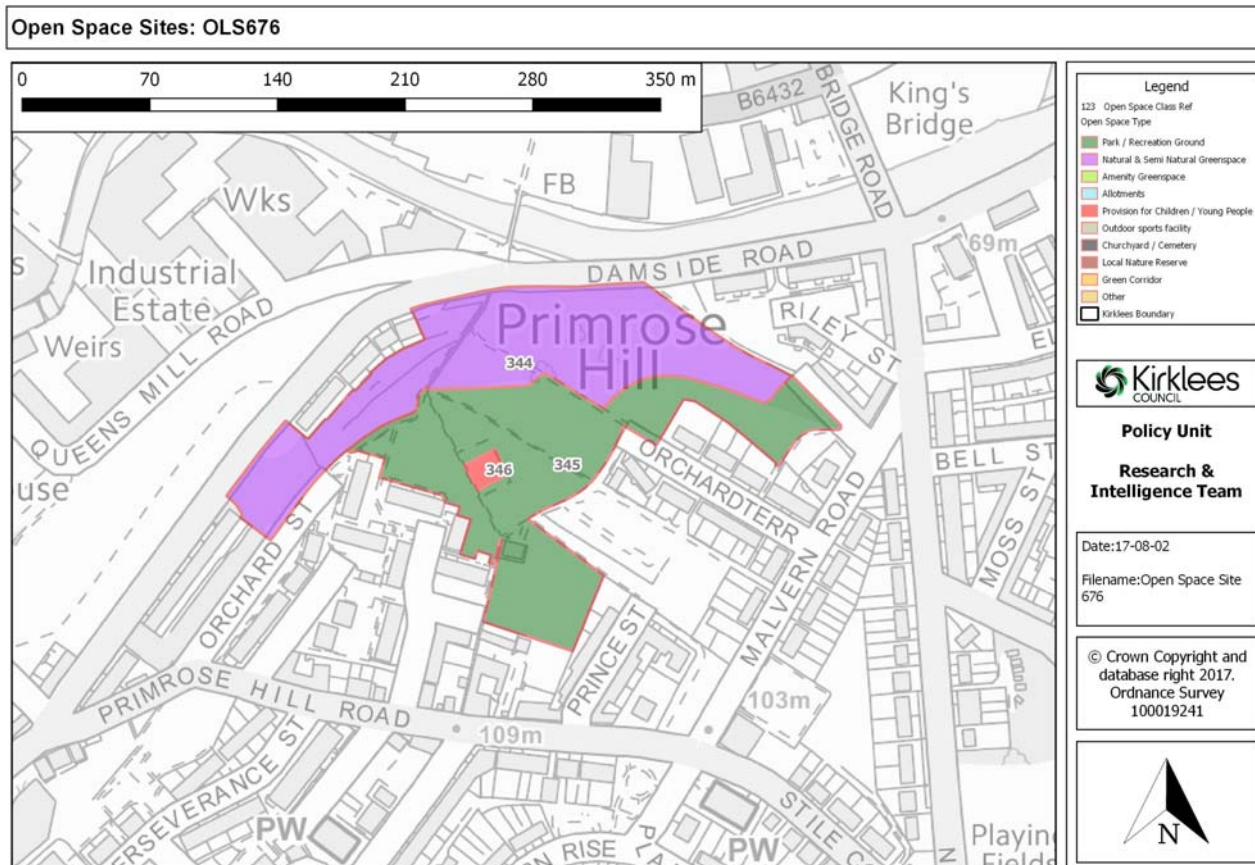 Open Space Sites: OLS676
0 70 140 210 280 350 m
B6432
BRIDGE ROAD
King's
Bridge
FB
Wks
69m
DAMSIDE ROAD
Industrial
Estate
RILEY ST
Primrose
Hill
Weirs
QUEENS MILL ROAD
344
346
345
ORCHARDTERR
BELL ST
MOSS ST
MALVERN ROAD
ORCHARD ST
PRINCE ST
PRIMROSE HILL ROAD
103m
109m
PW
STILE
PW
RISE
Playin
Fields
Legend
123 Open Space Class Ref
Open Space Type
Park / Recreation Ground
Natural & Semi Natural Greenspace
Amenity Greenspace
Allotments
Provision for Children / Young People
Outdoor sports facility
Churchyard / Cemetery
Local Nature Reserve
Green Corridor
Other
Kirklees Boundary
Kirklees
COUNCIL
Policy Unit
Research &
Intelligence Team
Date:17-08-02
Filename:Open Space Site
676
© Crown Copyright and
database right 2017.
Ordnance Survey
100019241
N